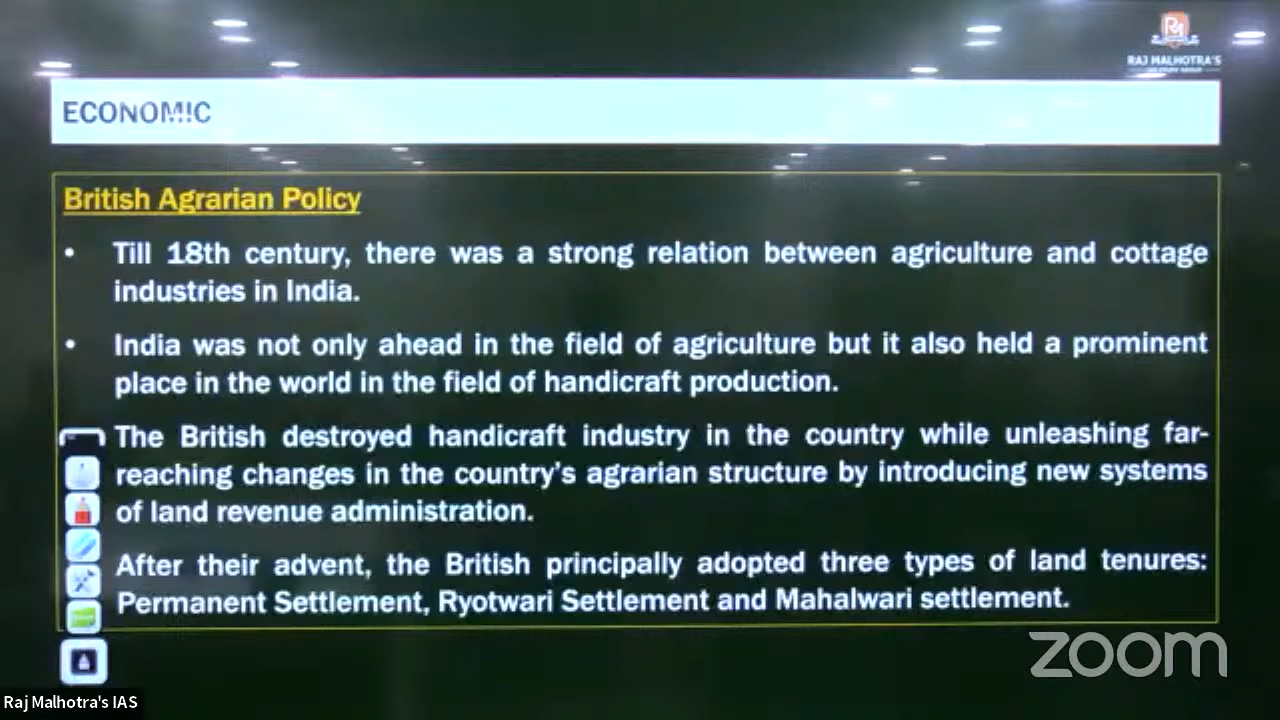 RAJ MALHOTRA'S
ECONOMIC
British Agrarian Policy
• Till 18th century, there was a strong relation between agriculture and cottage
industries in India.
• India was not only ahead in the field of agriculture but it also held a prominent
place in the world in the field of handicraft production.
The British destroyed handicraft industry in the country while unleashing far-
reaching changes in the country's agrarian structure by introducing new systems
of land revenue administration.
After their advent, the British principally adopted three types of land tenures:
Permanent Settlement, Ryotwari Settlement and Mahalwari settlement.
zoom
Raj Malhotra's IAS